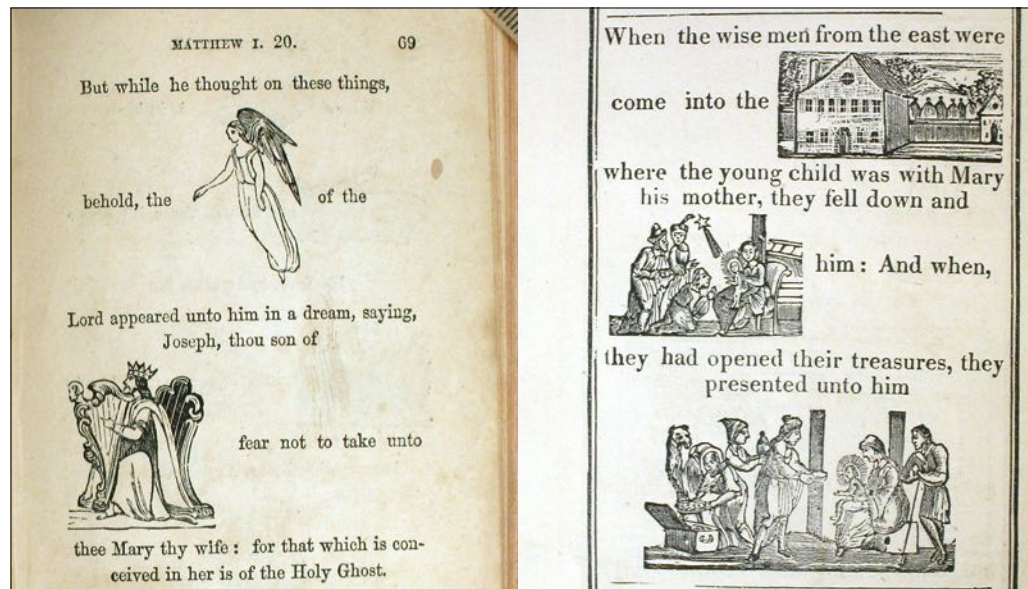 MATTHEW I. 20. 69
But while he thought on these things,
behold, the of the
Lord appeared unto him in a dream, saying,
Joseph, thou son of
fear not to take unto
thee Mary thy wife : for that which is con-
ceived in her is of the Holy Ghost.
When the wise men from the east were
come into the
where the young child was with Mary
his mother, they fell down and
him : And when,
they had opened their treasures, they
presented unto him